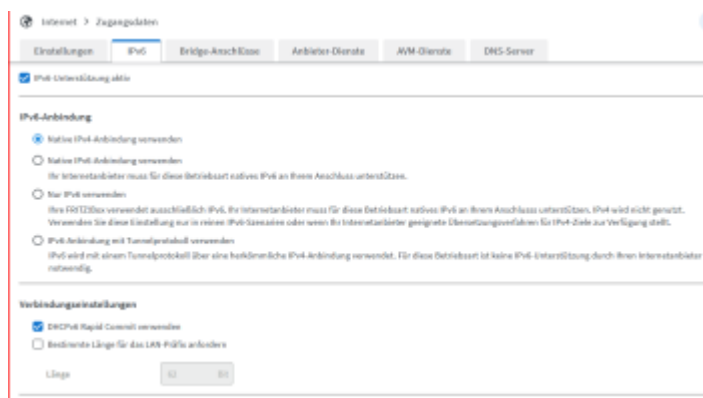 Internet > Zugangsdaten
Einstellungen IPv6 Bridge-Anschlüsse Anbieter-Dienste AVM-Dienste DNS-Server
IPv6-Unterstützung aktiv
IPv6-Anbindung
Native IPv4-Anbindung verwenden
Native IPv6-Anbindung verwenden
Ihr Internetanbieter muss für diese Betriebsart natives IPv6 an Ihrem Anschluss unterstützen.
Nur IPv6 verwenden
Ihre FRITZ!Box verwendet ausschließlich IPv6. Ihr Internetanbieter muss für diese Betriebsart natives IPv6 an Ihrem Anschluss unterstützen, IPv4 wird nicht genutzt.
Verwenden Sie diese Einstellung nur in reinen IPv6-Szenarien oder wenn Ihr Internetanbieter geeignete Übersetzungsverfahren für IPv4-Ziele zur Verfügung stellt.
IPv6-Anbindung mit Tunnelprotokoll verwenden
IPv6 wird mit einem Tunnelprotokoll über eine herkömmliche IPv4-Anbindung verwendet. Für diese Betriebsart ist keine IPv6-Unterstützung durch Ihren Internetanbieter
notwendig.
Verbindungseinstellungen
DHCPv6 Rapid Commit verwenden
Bestimmte Länge für das LAN-Präfix anfordern
Länge 62 Bit